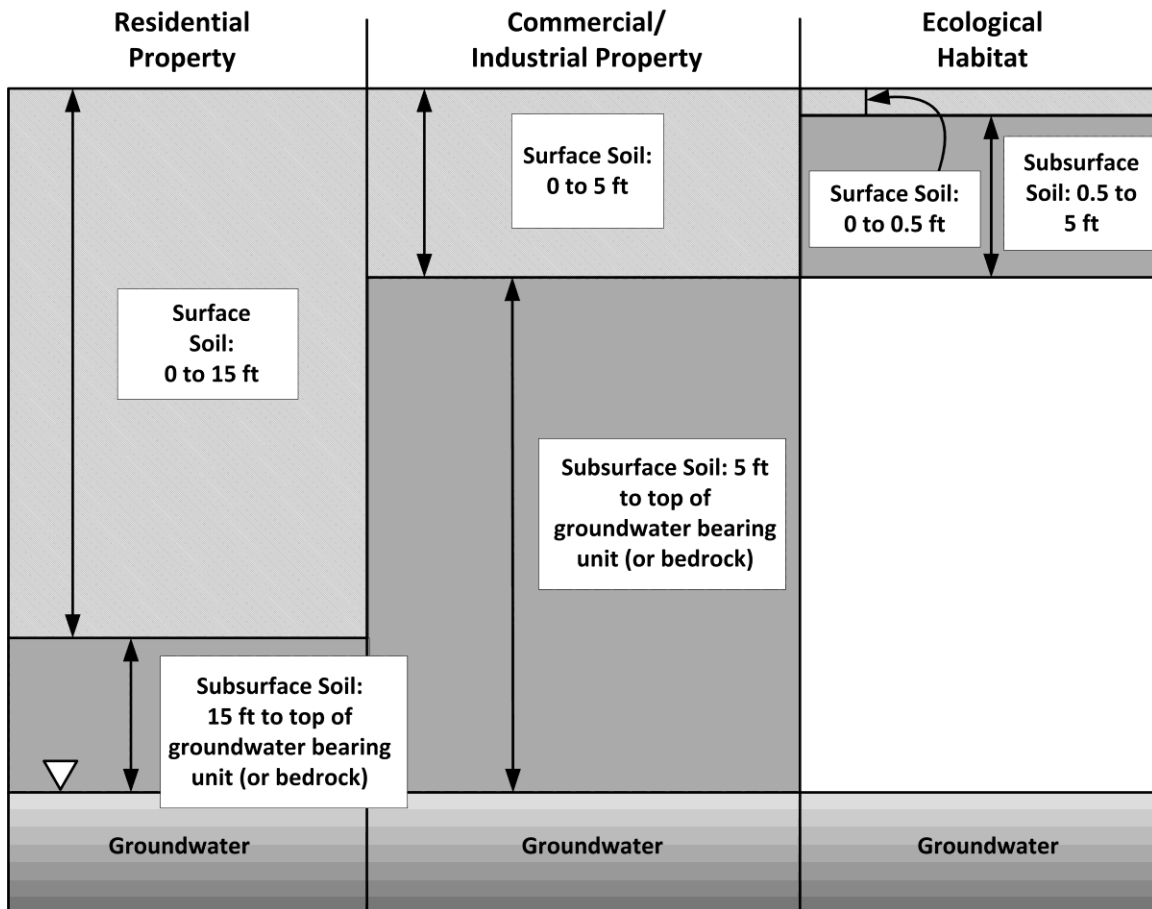 Residential
Property
Commercial/
Industrial Property
Ecological
Habitat
Surface Soil:
0 to 5 ft
Surface Soil:
0 to 0.5 ft
Subsurface
Soil: 0.5 to
5 ft
Surface
Soil:
0 to 15 ft
Subsurface Soil: 5 ft
to top of
groundwater bearing
unit (or bedrock)
Subsurface Soil:
15 ft to top of
groundwater bearing
unit (or bedrock)
Groundwater
Groundwater
Groundwater